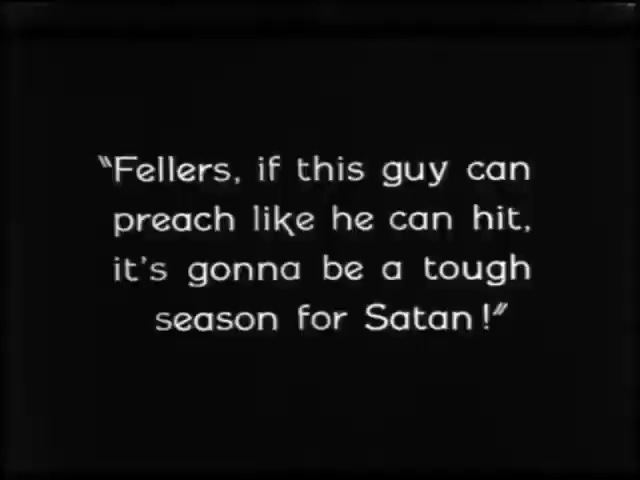 "Fellers, if this guy can
preach like he can hit,
it's gonna be a tough
season for Satan!"